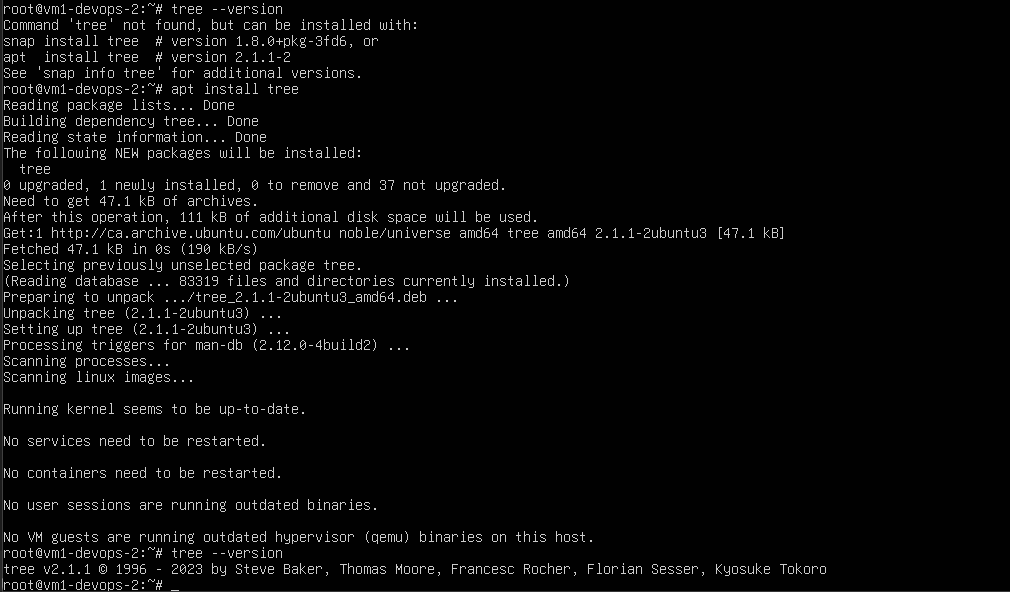 root@vm1-devops-2:~# tree --version
Command 'tree' not found, but can be installed with:
snap install tree  # version 1.8.0+pkg-3fd6, or
apt  install tree  # version 2.1.1-2
See 'snap info tree' for additional versions.
root@vm1-devops-2:~# apt install tree
Reading package lists... Done
Building dependency tree... Done
Reading state information... Done
The following NEW packages will be installed:
  tree
0 upgraded, 1 newly installed, 0 to remove and 37 not upgraded.
Need to get 47.1 kB of archives.
After this operation, 111 kB of additional disk space will be used.
Get:1 http://ca.archive.ubuntu.com/ubuntu noble/universe amd64 tree amd64 2.1.1-2ubuntu3 [47.1 kB]
Fetched 47.1 kB in 0s (190 kB/s)
Selecting previously unselected package tree.
(Reading database ... 83319 files and directories currently installed.)
Preparing to unpack .../tree_2.1.1-2ubuntu3_amd64.deb ...
Unpacking tree (2.1.1-2ubuntu3) ...
Setting up tree (2.1.1-2ubuntu3) ...
Processing triggers for man-db (2.12.0-4build2) ...
Scanning processes...
Scanning linux images...
Running kernel seems to be up-to-date.
No services need to be restarted.
No containers need to be restarted.
No user sessions are running outdated binaries.
No VM guests are running outdated hypervisor (qemu) binaries on this host.
root@vm1-devops-2:~# tree --version
tree v2.1.1 © 1996 - 2023 by Steve Baker, Thomas Moore, Francesc Rocher, Florian Sesser, Kyosuke Tokoro
root@vm1-devops-2:~# _